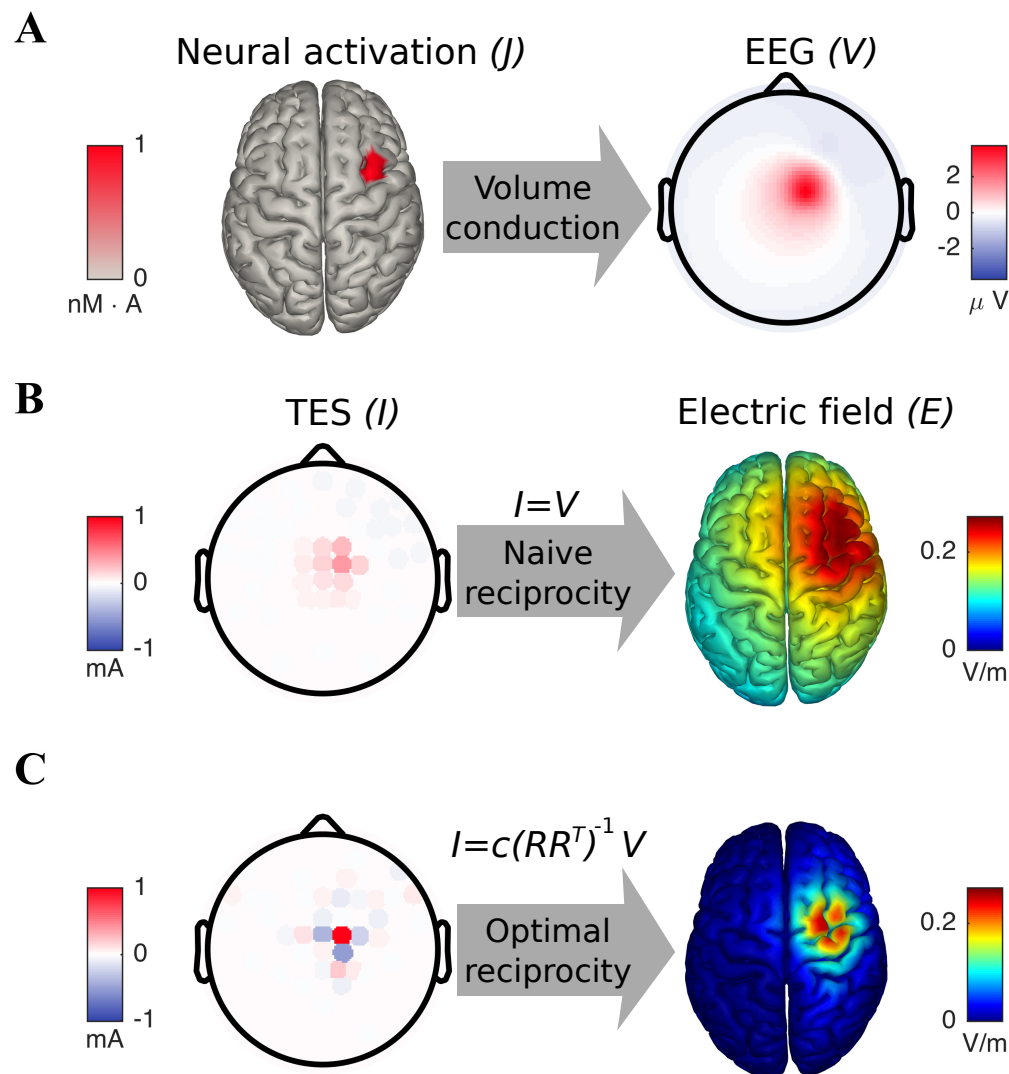 A
Neural activation (J)
EEG (V)
1
0
nM · A
Volume
conduction
2
0
-2
μ V
B
TES (I)
Electric field (E)
1
0
-1
mA
I=V
Naive
reciprocity
0.2
0
V/m
C
I=c(RRᵀ)⁻¹ V
1
0
-1
mA
Optimal
reciprocity
0.2
0
V/m